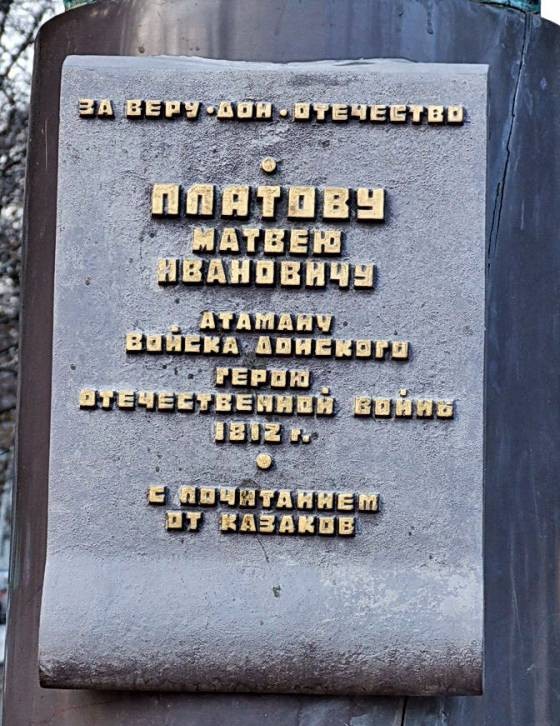 ЗА ВЕРУ·ДОН·ОТЕЧЕСТВО
ПЛАТОВУ
МАТВЕЮ
ИВАНОВИЧУ
АТАМАНУ
ВОЙСКА ДОНСКОГО
ГЕРОЮ
ОТЕЧЕСТВЕННОЙ ВОЙНЫ
1812 г.
С ПОЧИТАНИЕМ
ОТ КАЗАКОВ